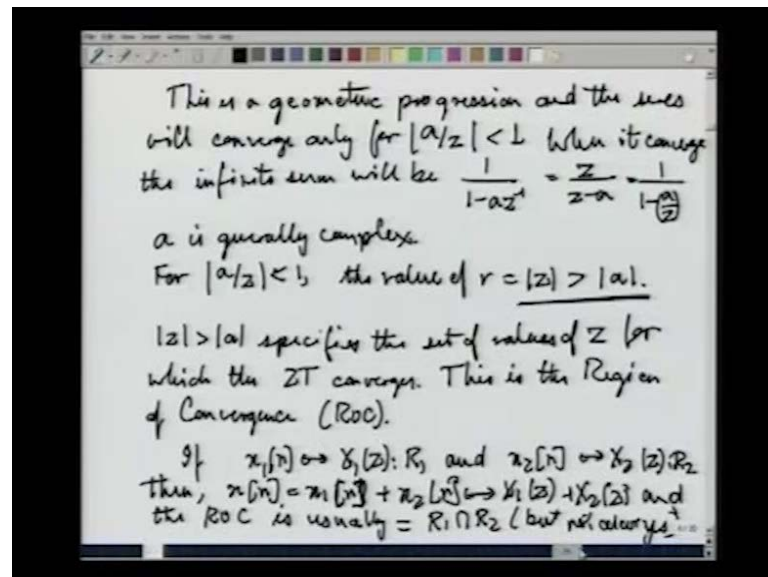 This is a geometric progression and the series
will converge only for |a/z| < 1 When it converge
the infinite sum will be 1/(1-az⁻¹) = z/(z-a) = 1/(1-(a/z))
a is generally complex.
For |a/z| < 1, the value of r = |z| > |a|.
|z| > |a| specifies the set of values of z for
which the ZT converges. This is the Region
of Convergence (ROC).
If x₁[n] ↔ X₁(z): R₁ and x₂[n] ↔ X₂(z): R₂
Then, x[n] = x₁[n] + x₂[n] ↔ X₁(z) + X₂(z) and
the ROC is usually = R₁ ∩ R₂ (but not always